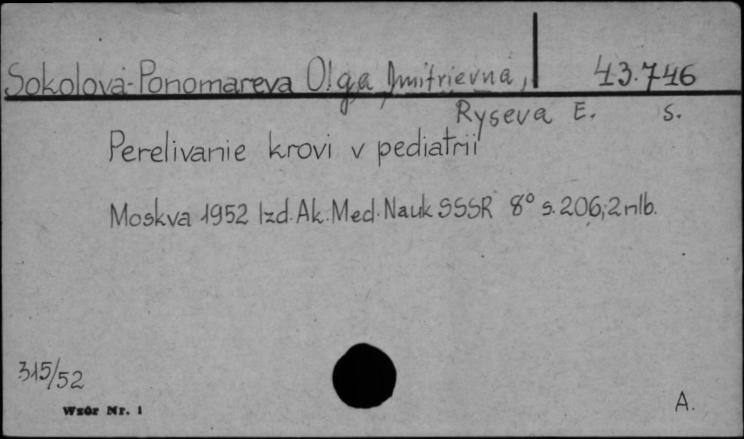 Sokolova-Ponomareva Olga Dmitrievna, 43.746
Ryseva E. S.
Perelivanie krovi v pediatrii
Moskva 1952 Izd. Ak. Med. Nauk SSSR 8° s. 206, 2 nlb.
315/52
Wzór Nr. 1
A.